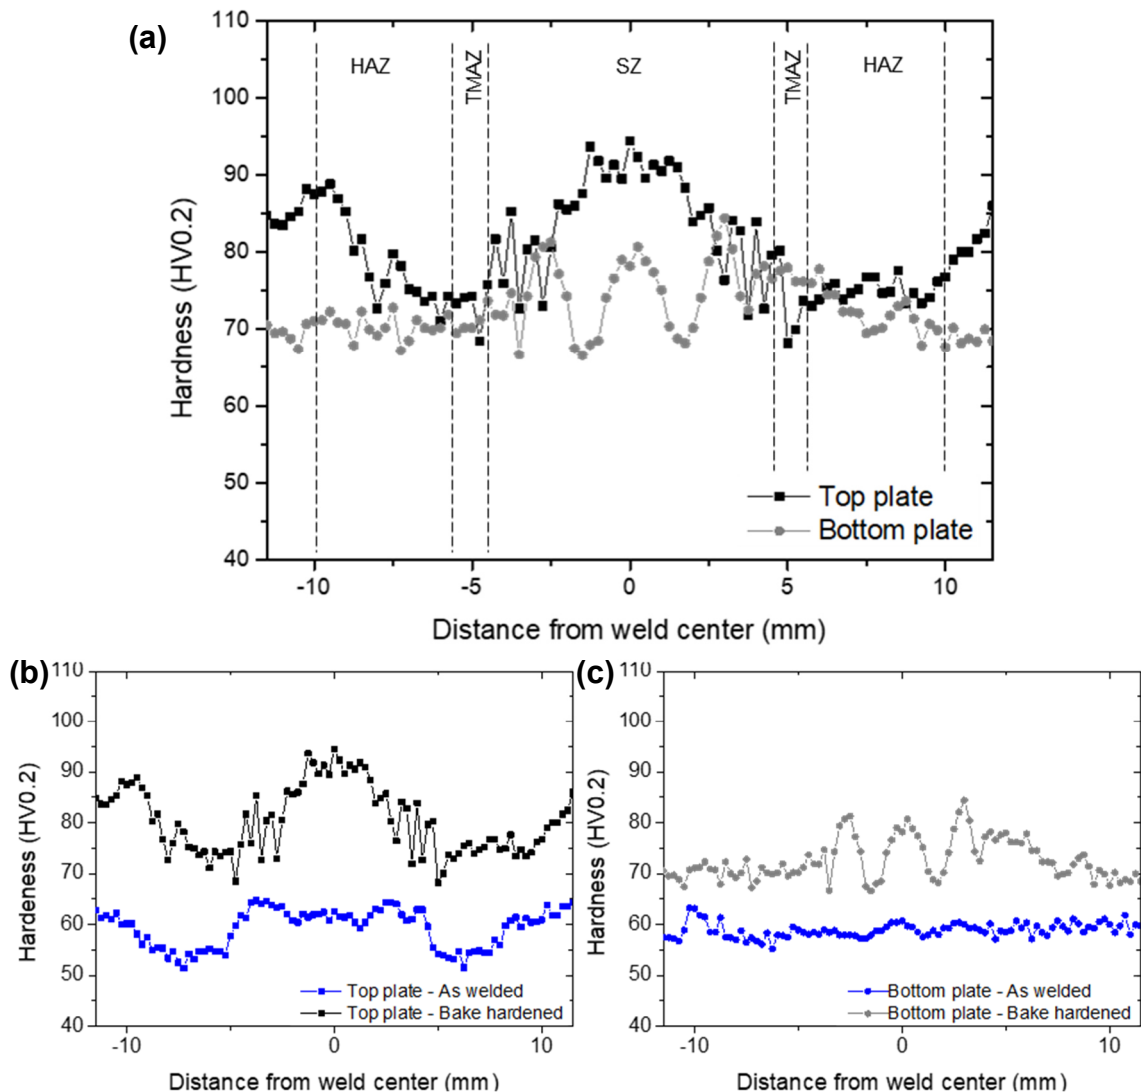 (a)
110
100
90
80
70
60
50
40
HAZ
TMAZ
SZ
TMAZ
HAZ
Top plate
Bottom plate
Hardness (HV0.2)
-10 -5 0 5 10
Distance from weld center (mm)
(b)
110
100
90
80
70
60
50
40
Hardeness (HV0.2)
Top plate - As welded
Top plate - Bake hardened
-10 0 10
Distance from weld center (mm)
(c)
110
100
90
80
70
60
50
40
Hardness (HV0.2)
Bottom plate - As welded
Bottom plate - Bake hardened
-10 0 10
Distance from weld center (mm)